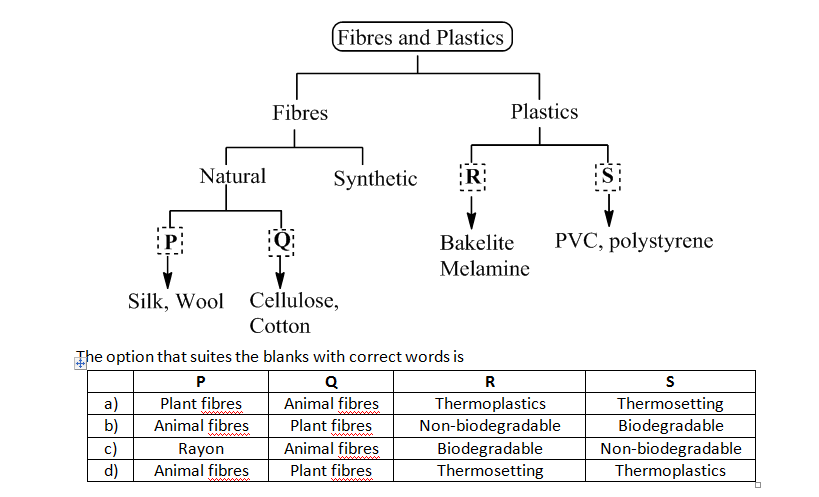 Fibres and Plastics
Fibres Plastics
Natural Synthetic R S
P Q Bakelite PVC, polystyrene
Melamine
Silk, Wool Cellulose,
Cotton
The option that suites the blanks with correct words is
P Q R S
a) Plant fibres Animal fibres Thermoplastics Thermosetting
b) Animal fibres Plant fibres Non-biodegradable Biodegradable
c) Rayon Animal fibres Biodegradable Non-biodegradable
d) Animal fibres Plant fibres Thermosetting Thermoplastics